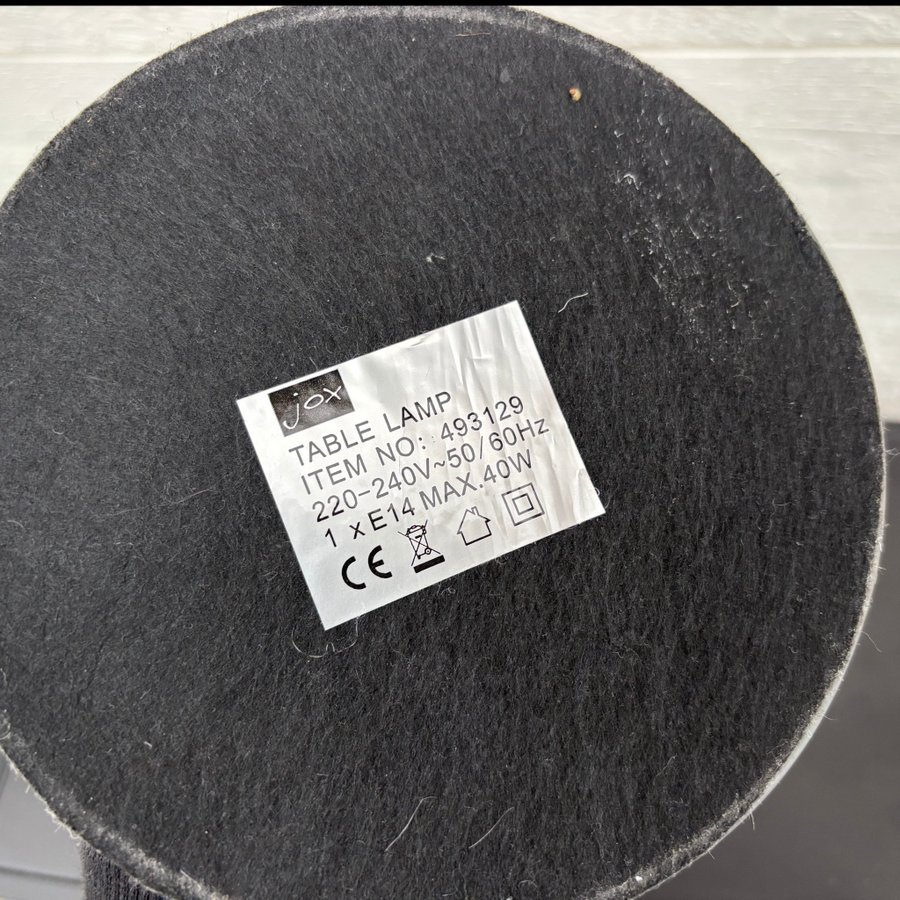 jox
TABLE LAMP
ITEM NO: 493129
220-240V~50/60Hz
1 x E14 MAX.40W
CE